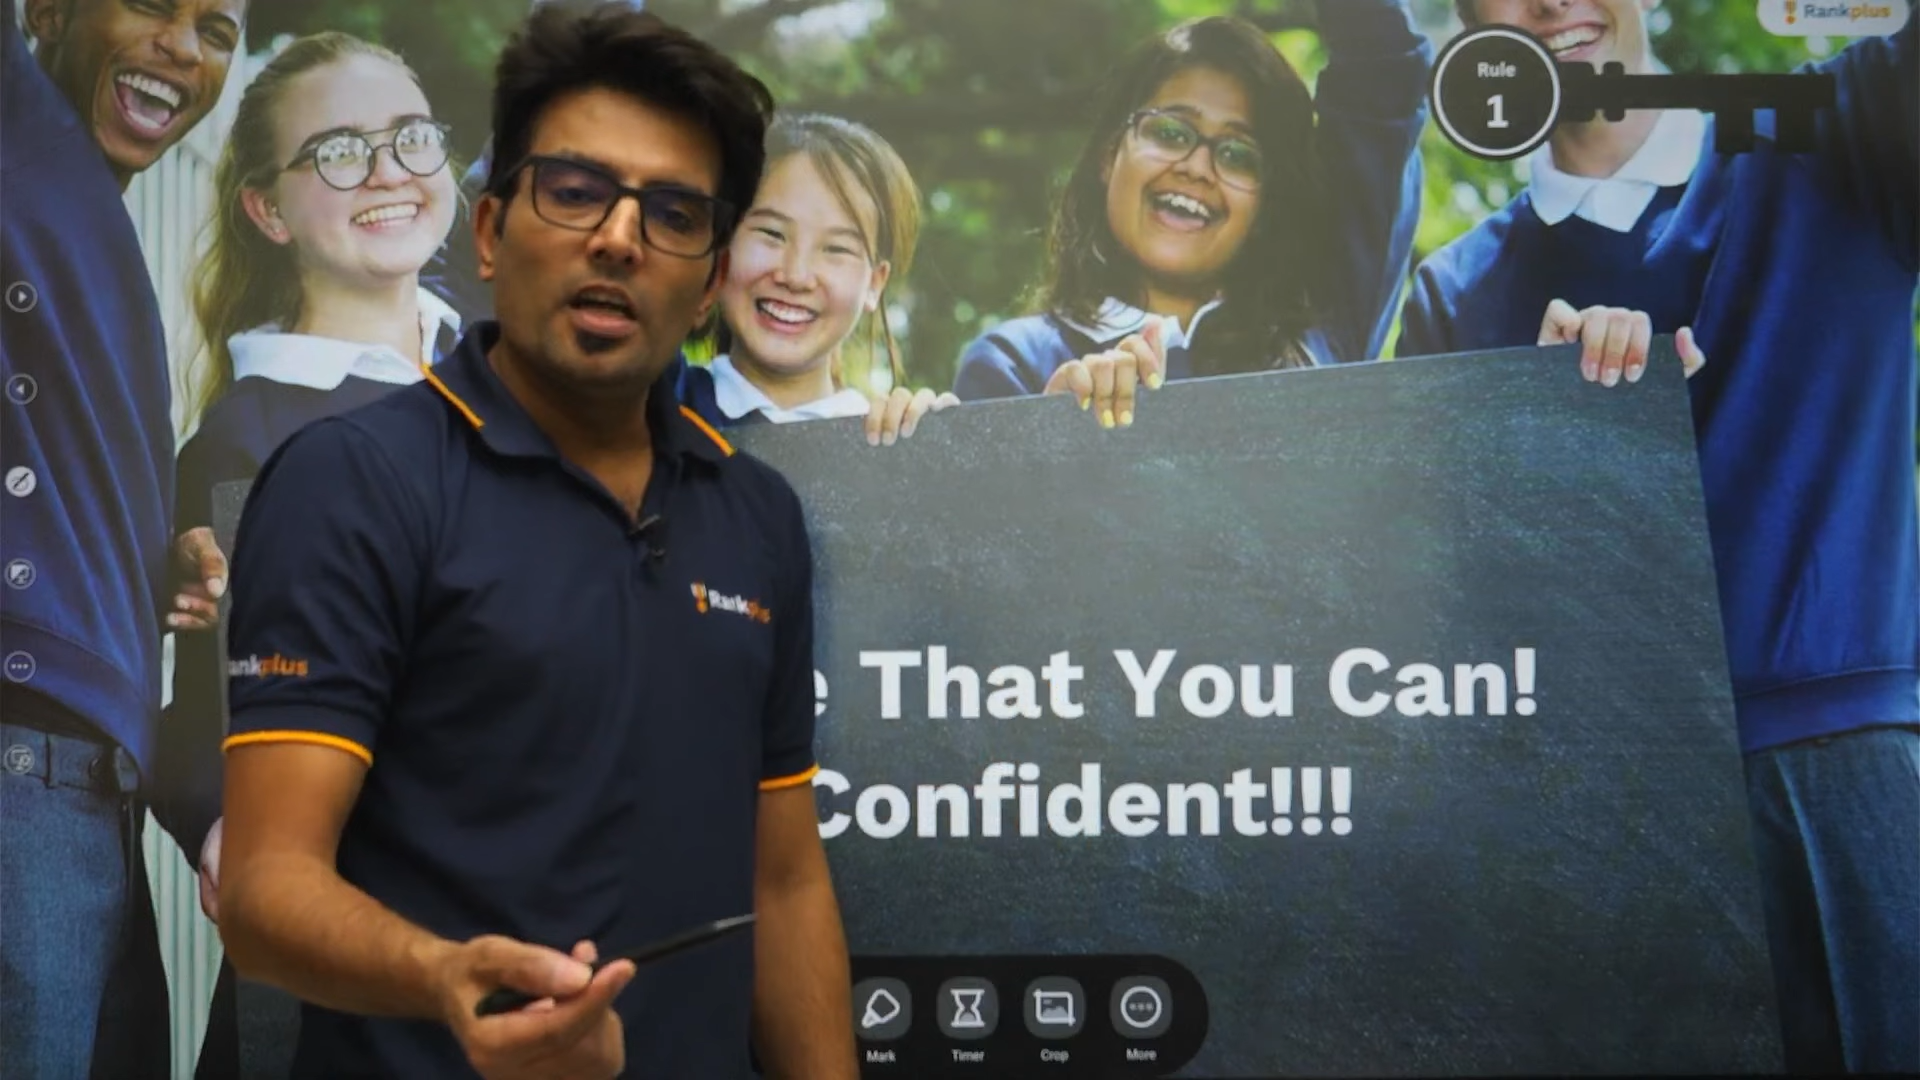 Rankplus
Rule
1
Rankplus
ankplus
e That You Can!
Confident!!!
Mark
Timer
Crop
More